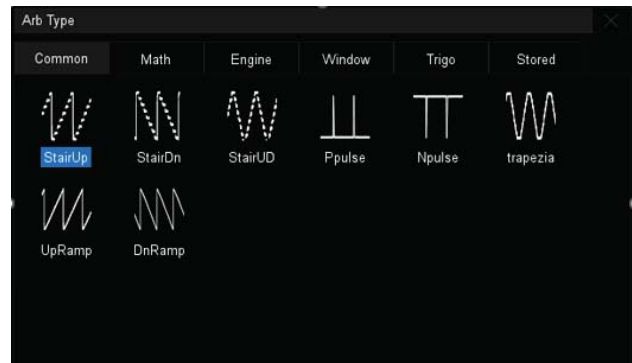 Arb Type
Common Math Engine Window Trigo Stored
StairUp StairDn StairUD Ppulse Npulse trapezia
UpRamp DnRamp